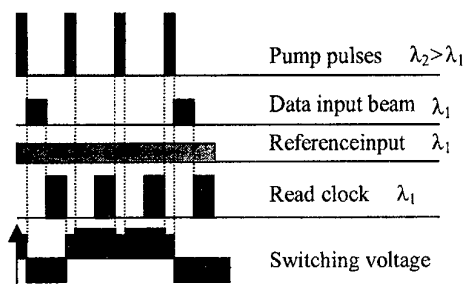 Pump pulses λ2>λ1
Data input beam λ1
Referenceinput λ1
Read clock λ1
Switching voltage